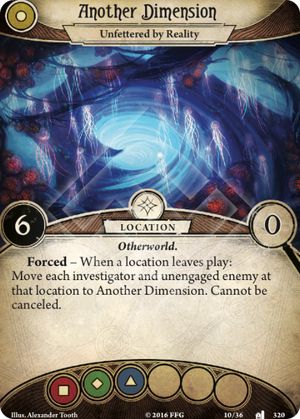 Another Dimension
Unfettered by Reality
6
LOCATION
0
Otherworld.
Forced – When a location leaves play:
Move each investigator and unengaged enemy at
that location to Another Dimension. Cannot be
canceled.
Illus. Alexander Tooth
© 2016 FFG
10/36
320